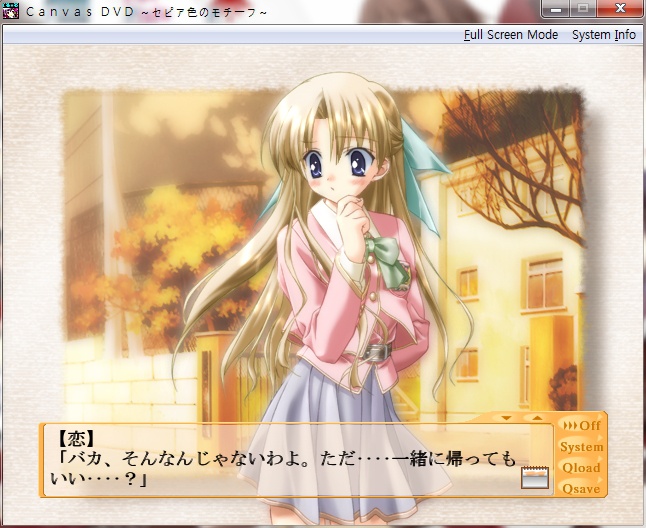 Ｃａｎｖａｓ ＤＶＤ ～セピア色のモチーフ～
Full Screen Mode System Info
【恋】
「バカ、そんなんじゃないわよ。ただ‥‥一緒に帰っても
いい‥‥？」
Off
System
Qload
Qsave